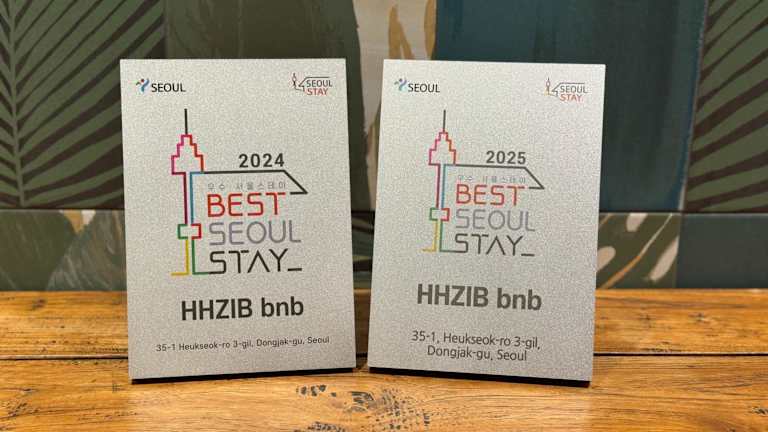 SEOUL
SEOUL
STAY
2024
우수 서울스테이
BEST
SEOUL
STAY_
HHZIB bnb
35-1 Heukseok-ro 3-gil, Dongjak-gu, Seoul
SEOUL
SEOUL
STAY
2025
우수 서울스테이
BEST
SEOUL
STAY_
HHZIB bnb
35-1, Heukseok-ro 3-gil,
Dongjak-gu, Seoul